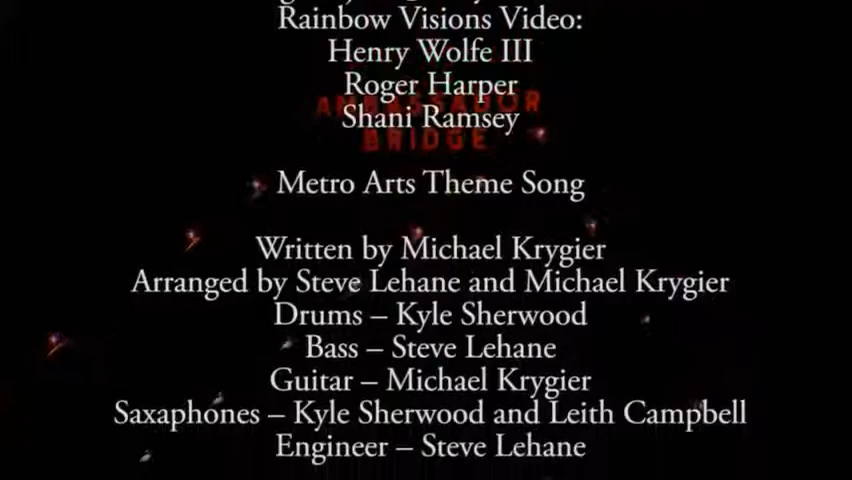 Rainbow Visions Video:
Henry Wolfe III
Roger Harper
AMBASSADOR
Shani Ramsey
BRIDGE
Metro Arts Theme Song
Written by Michael Krygier
Arranged by Steve Lehane and Michael Krygier
Drums – Kyle Sherwood
Bass – Steve Lehane
Guitar – Michael Krygier
Saxaphones – Kyle Sherwood and Leith Campbell
Engineer – Steve Lehane